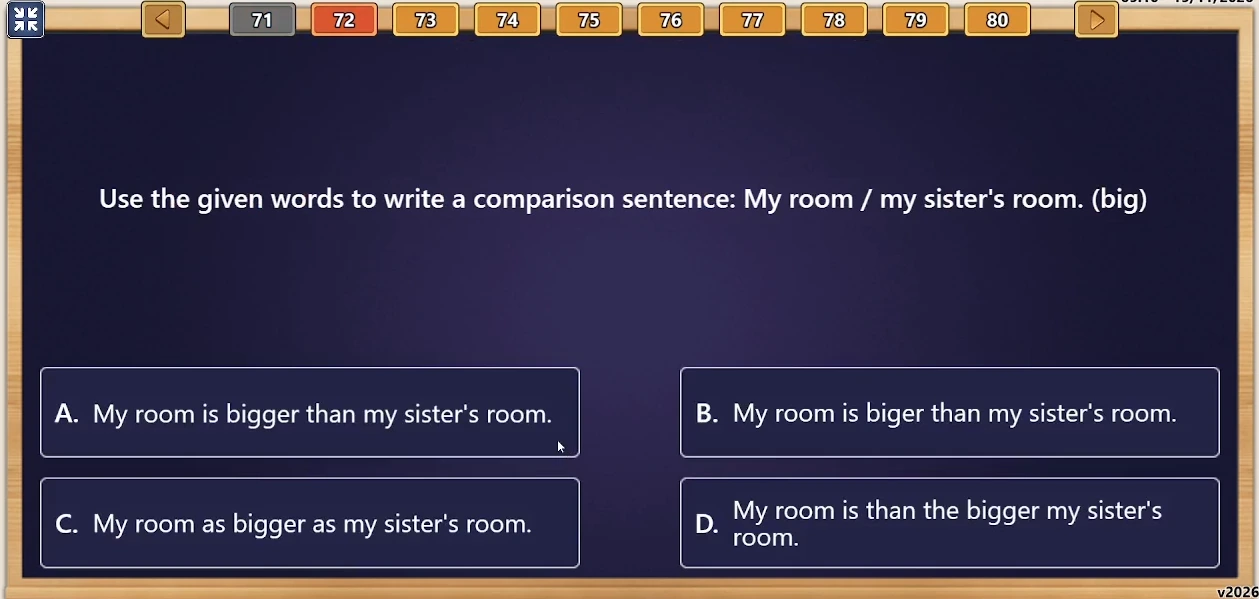 71 72 73 74 75 76 77 78 79 80
Use the given words to write a comparison sentence: My room / my sister's room. (big)
A. My room is bigger than my sister's room.
B. My room is biger than my sister's room.
C. My room as bigger as my sister's room.
D. My room is than the bigger my sister's
room.
v2026